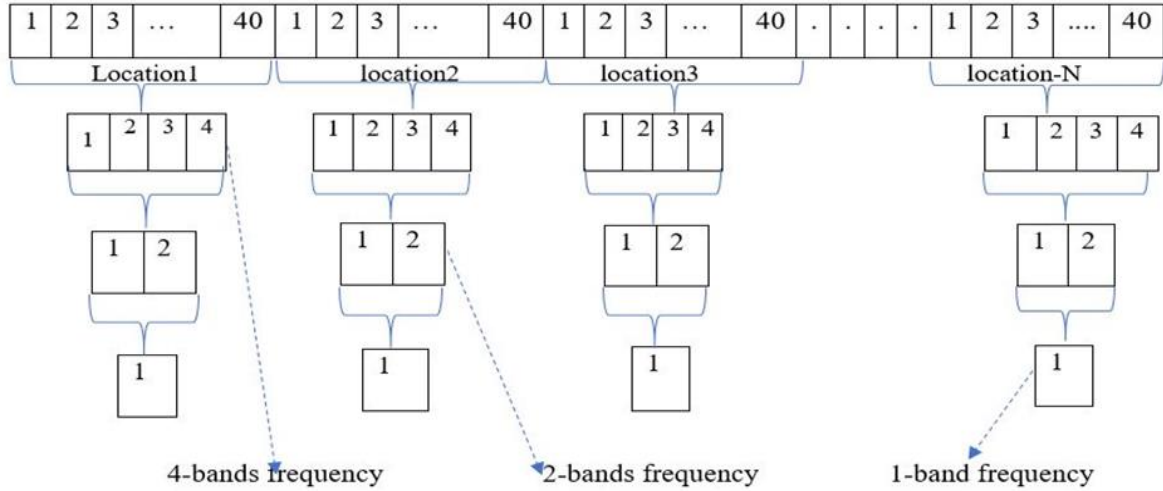 1 2 3 ... 40 1 2 3 ... 40 1 2 3 ... 40 . . . . 1 2 3 .... 40
Location1 location2 location3 location-N
1 2 3 4 1 2 3 4 1 2 3 4 1 2 3 4
1 2 1 2 1 2 1 2
1 1 1 1
4-bands frequency 2-bands frequency 1-band frequency